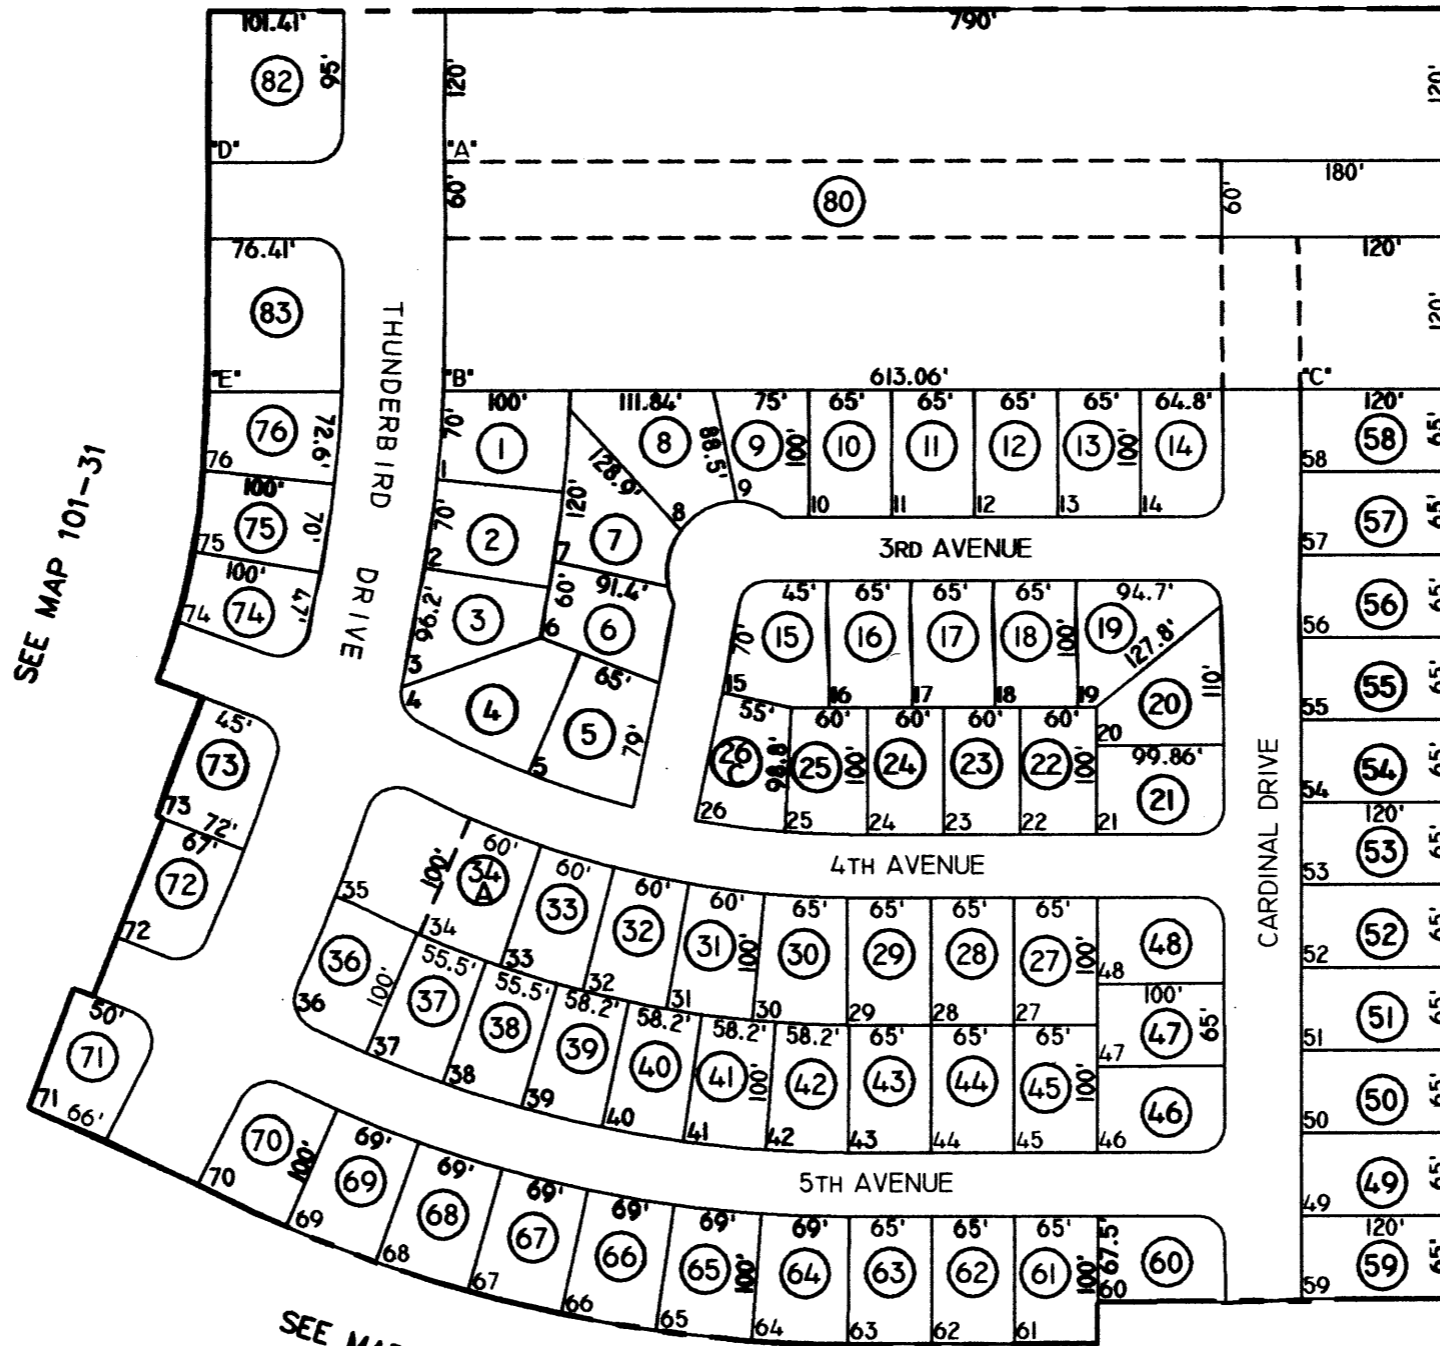 101.41' 790'
82 95' 120' 120'
"D" "A"
60' 80 60' 180'
76.41' 120'
83 120'
THUNDERBIRD DRIVE
"E" "B" 613.06' "C"
76 72.6' 76
100' 75 70' 75
100' 74 47' 74
SEE MAP 101-31
100' 70' 1 1
70' 2 2
96.2' 3 3
4 4
5 65' 79' 5
91.4' 60' 6 6
128.9' 120' 7 7
111.84' 8 88.5' 8
75' 9 100' 9
65' 10 10
65' 11 11
65' 12 12
65' 13 100' 13
64.8' 14 14
3RD AVENUE
45' 70' 15 15
65' 16 16
65' 17 17
65' 18 100' 18
94.7' 19 127.8' 19
20 110' 20
99.86' 21 21
55' 26 C 98.8' 26
60' 25 100' 25
60' 24 24
60' 23 23
60' 22 100' 22
4TH AVENUE
CARDINAL DRIVE
45' 73 73 72'
67' 72 72
50' 71 71 66'
35 100'
60' 34 A 34
60' 33 33
60' 32 32
60' 31 100' 31
65' 30 30
65' 29 29
65' 28 28
65' 27 100' 27
48 48
100' 47 65' 47
46 46
36 100' 36
55.5' 37 37
55.5' 38 38
58.2' 39 39
58.2' 40 40
58.2' 41 100' 41
58.2' 42 42
65' 43 43
65' 44 44
65' 45 100' 45
5TH AVENUE
70 100' 70
69' 69 69
69' 68 68
69' 67 67
69' 66 66
69' 65 100' 65
69' 64 64
65' 63 63
65' 62 62
65' 61 100' 61
67.5' 60 60
120' 58 65' 58
57 65' 57
56 65' 56
55 65' 55
54 65' 54
120' 53 65' 53
52 65' 52
51 65' 51
50 65' 50
49 65' 49
120' 59 65' 59
SEE MAP